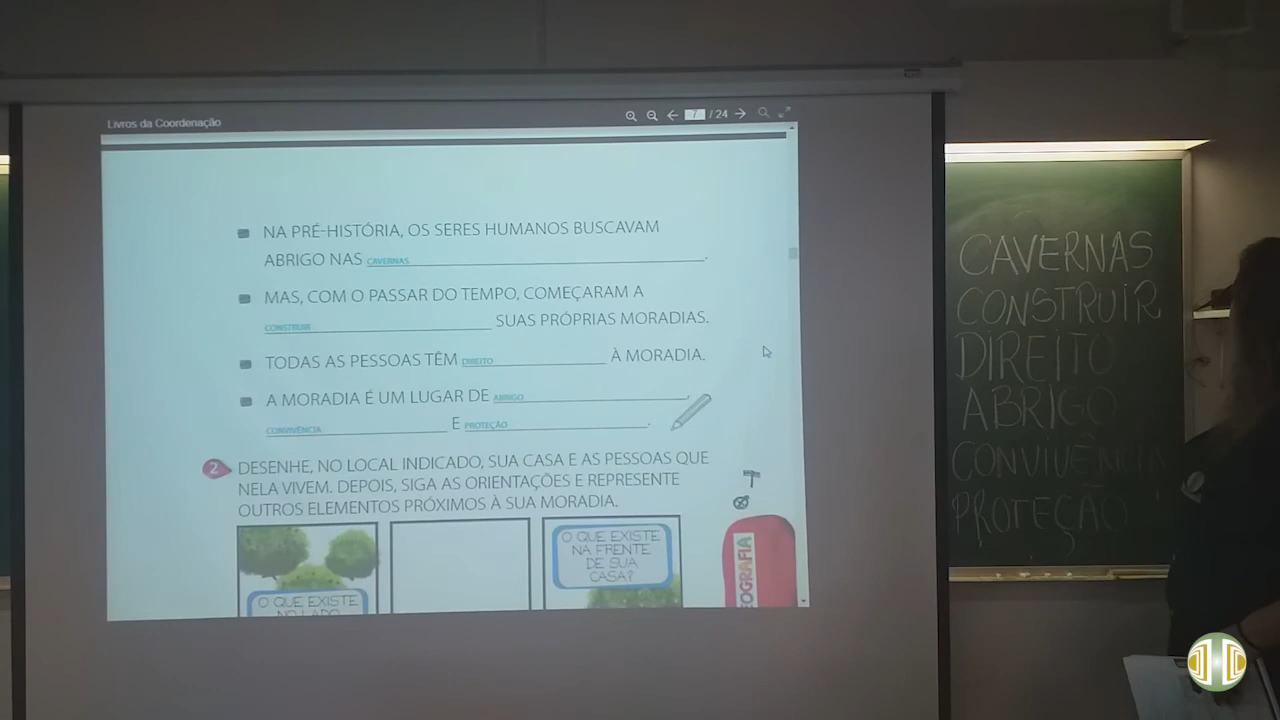 Livros da Coordenação
7 / 24
NA PRÉ-HISTÓRIA, OS SERES HUMANOS BUSCAVAM
ABRIGO NAS CAVERNAS.
MAS, COM O PASSAR DO TEMPO, COMEÇARAM A
CONSTRUIR SUAS PRÓPRIAS MORADIAS.
TODAS AS PESSOAS TÊM DIREITO À MORADIA.
A MORADIA É UM LUGAR DE ABRIGO,
CONVIVÊNCIA E PROTEÇÃO.
2 DESENHE, NO LOCAL INDICADO, SUA CASA E AS PESSOAS QUE
NELA VIVEM. DEPOIS, SIGA AS ORIENTAÇÕES E REPRESENTE
OUTROS ELEMENTOS PRÓXIMOS À SUA MORADIA.
O QUE EXISTE
NO LADO
O QUE EXISTE
NA FRENTE
DE SUA
CASA?
EOGRAFIA
CAVERNAS
CONSTRUIR
DIREITO
ABRIGO
CONVIVÊNCIA
PROTEÇÃO